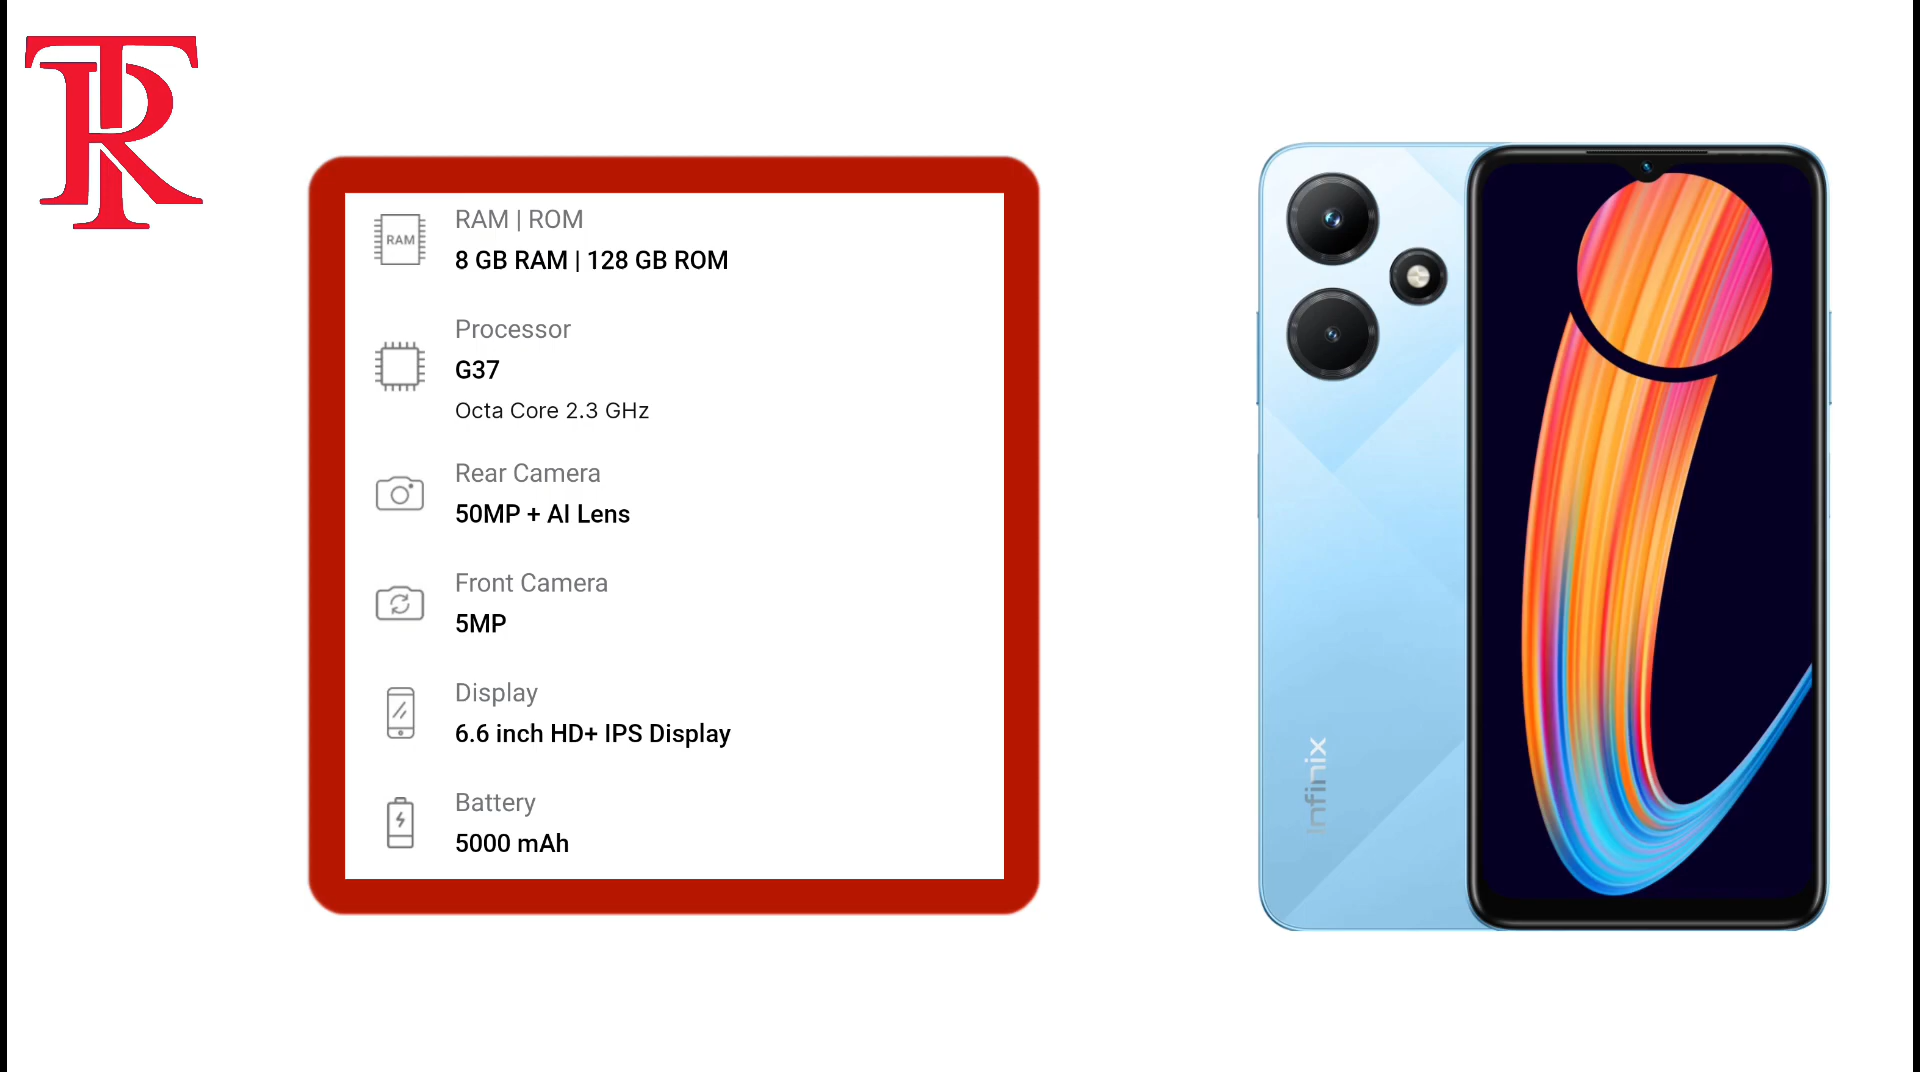 TR
RAM
RAM | ROM
8 GB RAM | 128 GB ROM
Processor
G37
Octa Core 2.3 GHz
Rear Camera
50MP + AI Lens
Front Camera
5MP
Display
6.6 inch HD+ IPS Display
Battery
5000 mAh
Infinix